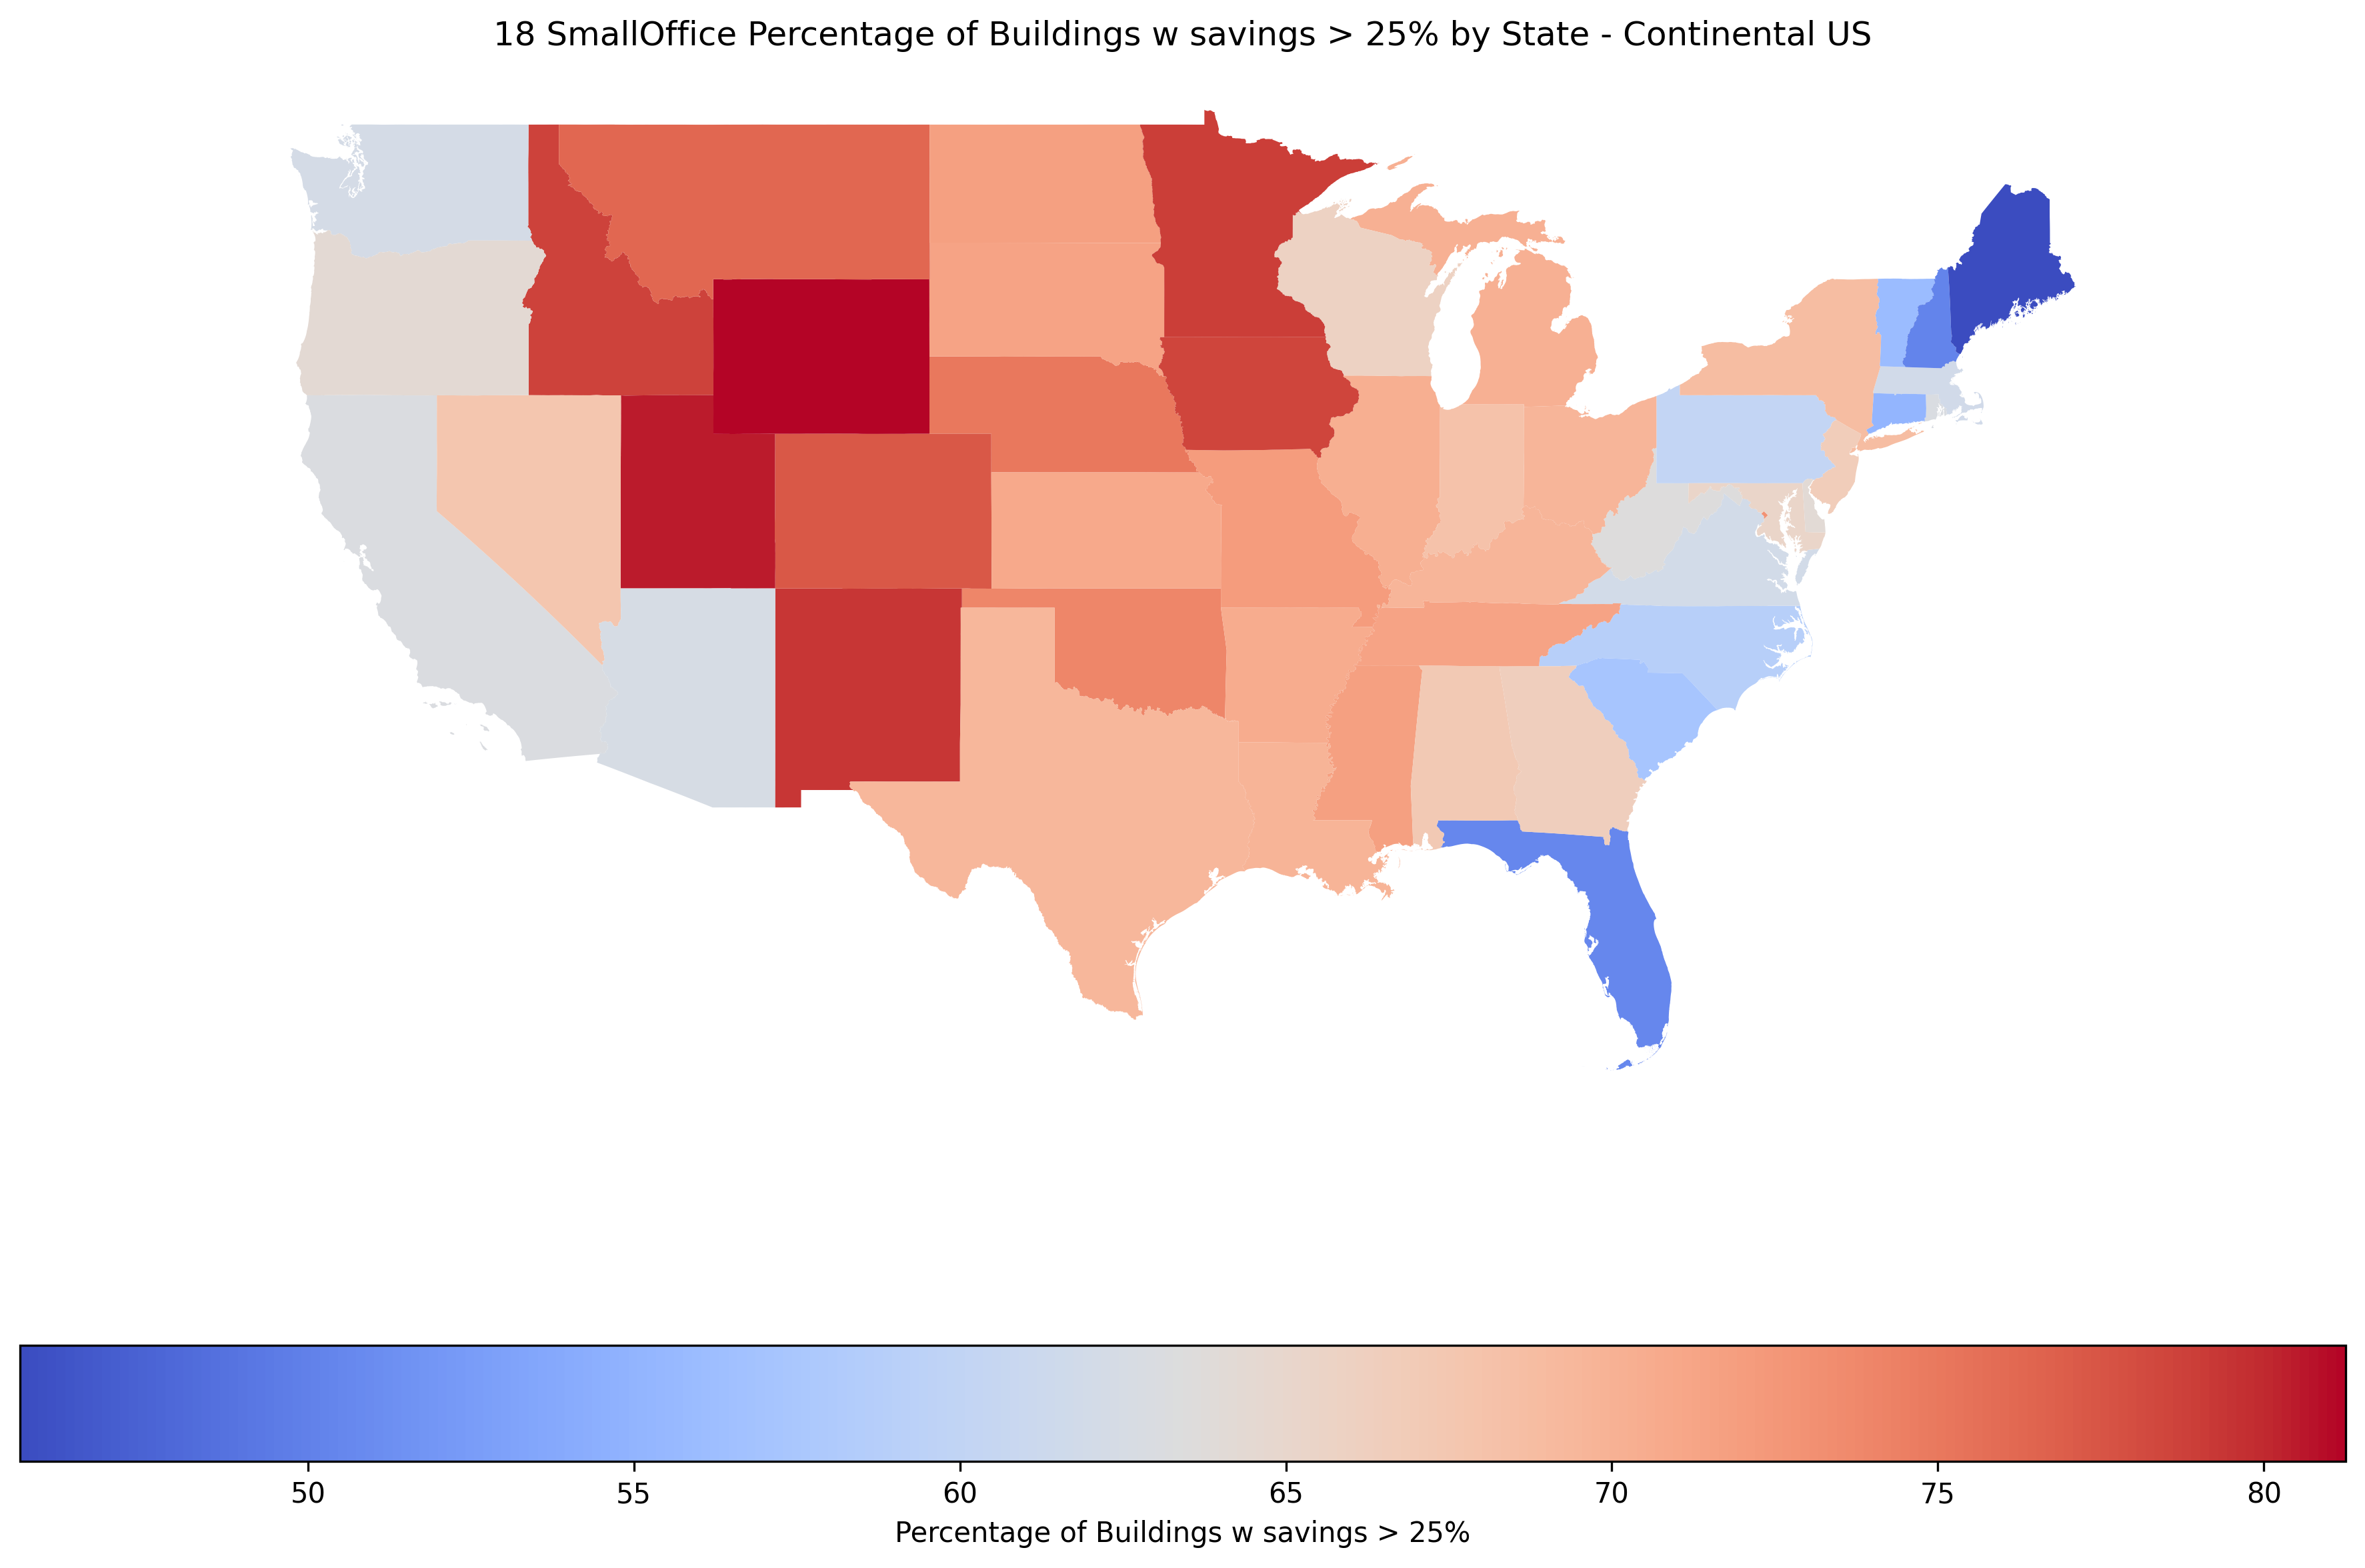 18 SmallOffice Percentage of Buildings w savings > 25% by State - Continental US
50 55 60 65 70 75 80
Percentage of Buildings w savings > 25%